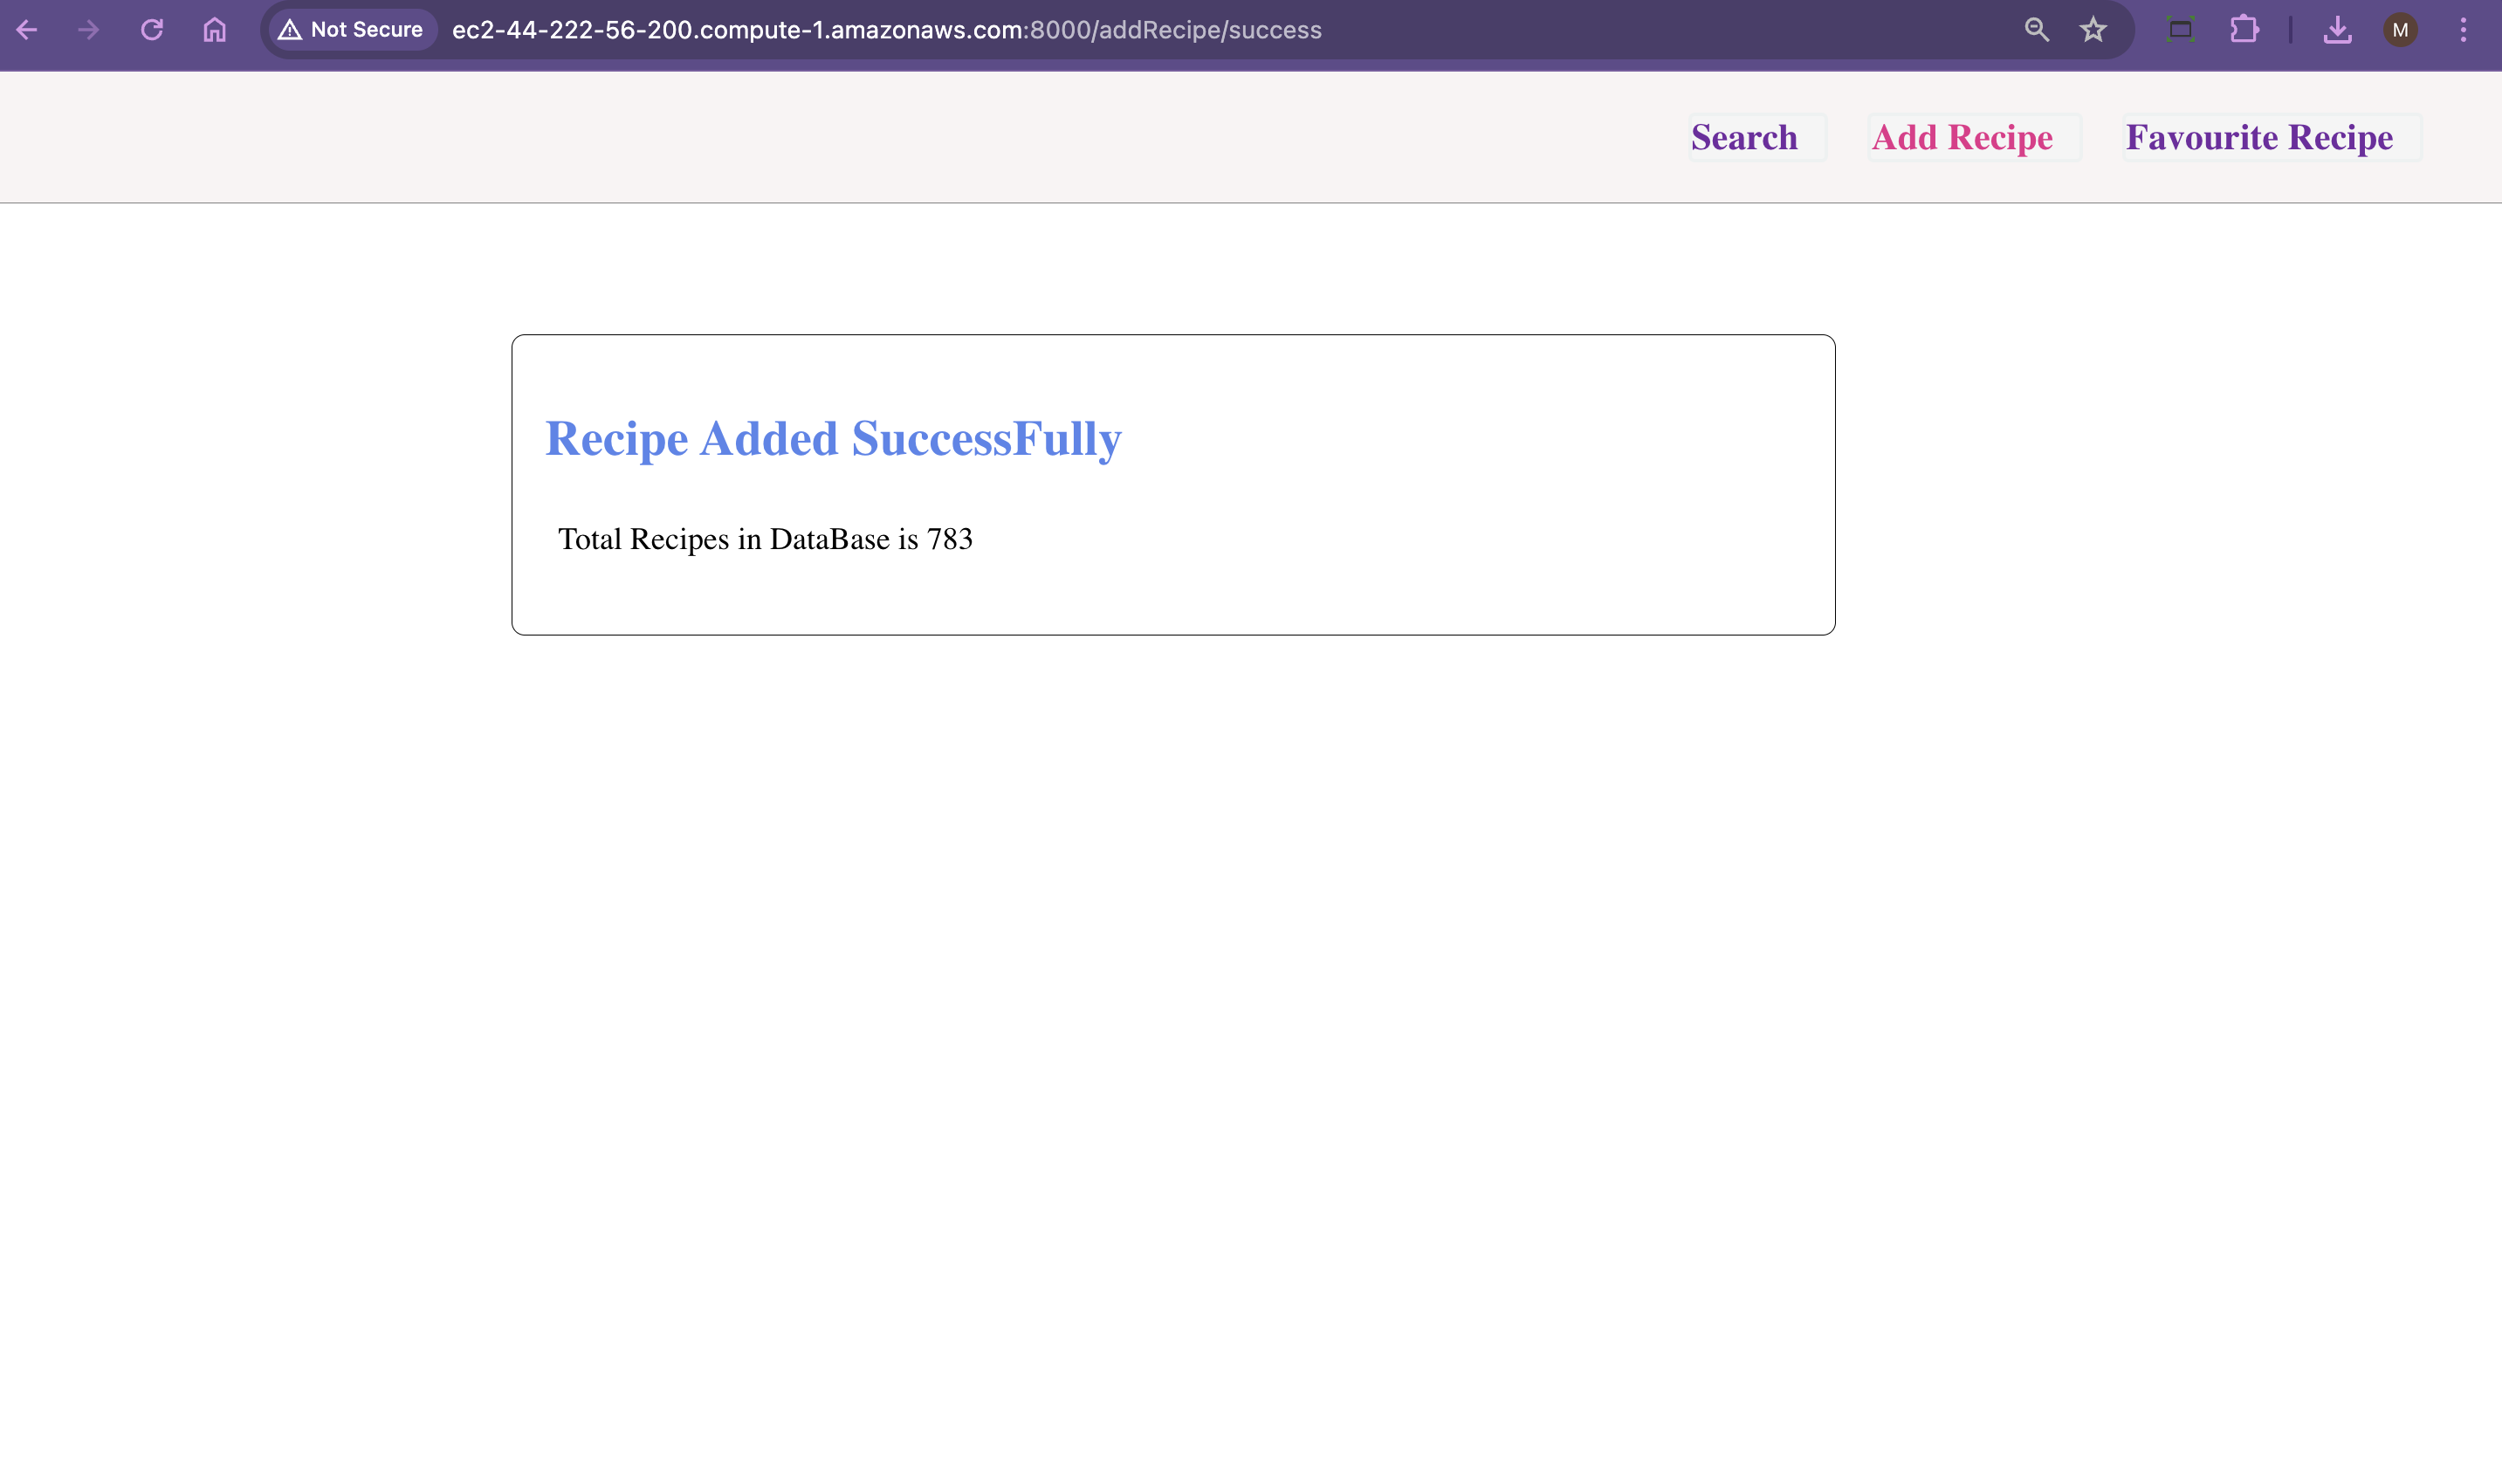 Not Secure ec2-44-222-56-200.compute-1.amazonaws.com:8000/addRecipe/success M
Search Add Recipe Favourite Recipe
Recipe Added SuccessFully
Total Recipes in DataBase is 783